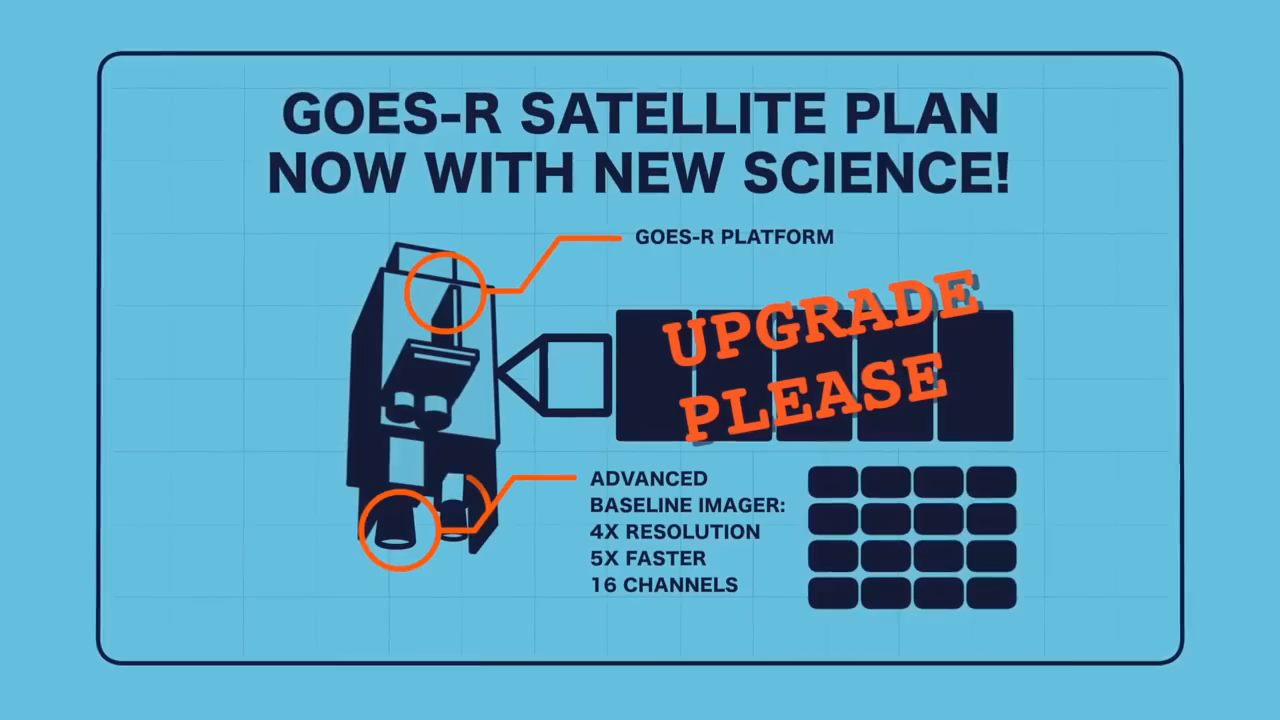 GOES-R SATELLITE PLAN
NOW WITH NEW SCIENCE!
GOES-R PLATFORM
UPGRADE
PLEASE
ADVANCED
BASELINE IMAGER:
4X RESOLUTION
5X FASTER
16 CHANNELS